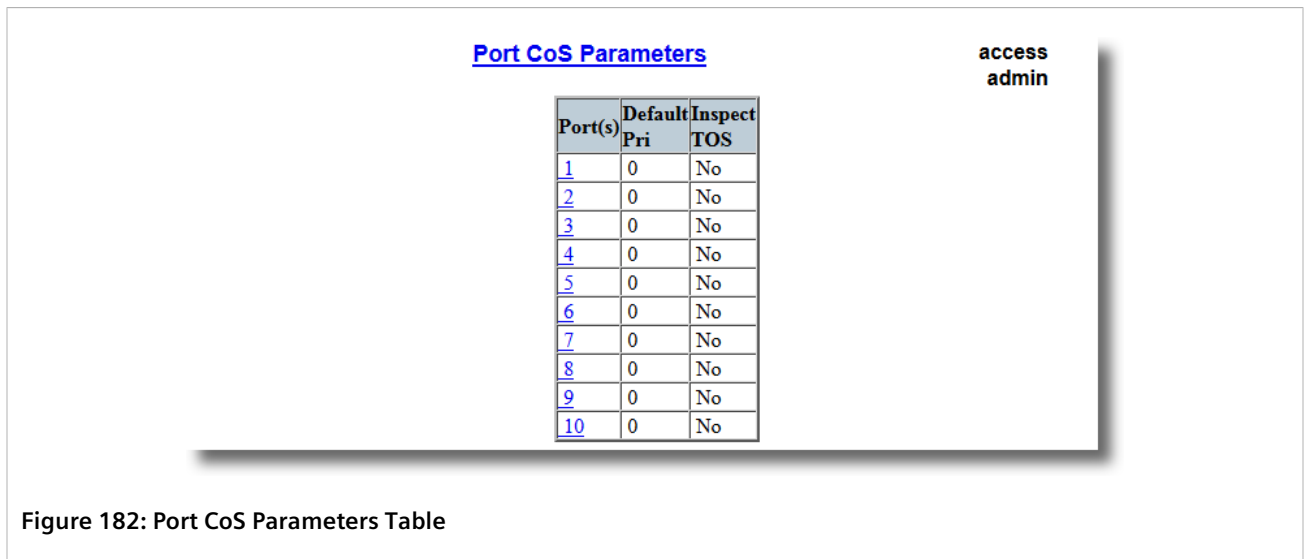 Port CoS Parameters
access
admin
Port(s) Default Pri Inspect TOS
1 0 No
2 0 No
3 0 No
4 0 No
5 0 No
6 0 No
7 0 No
8 0 No
9 0 No
10 0 No
Figure 182: Port CoS Parameters Table